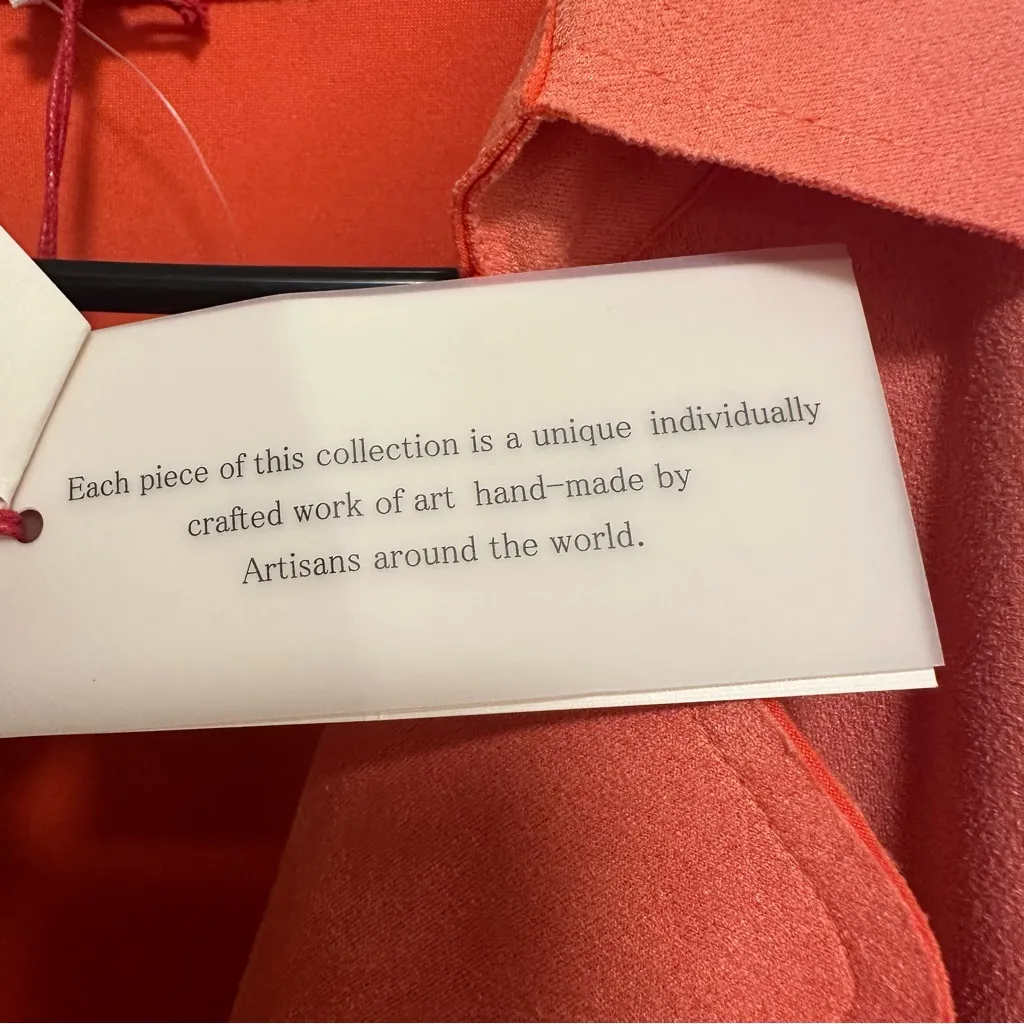 Each piece of this collection is a unique individually
crafted work of art hand-made by
Artisans around the world.